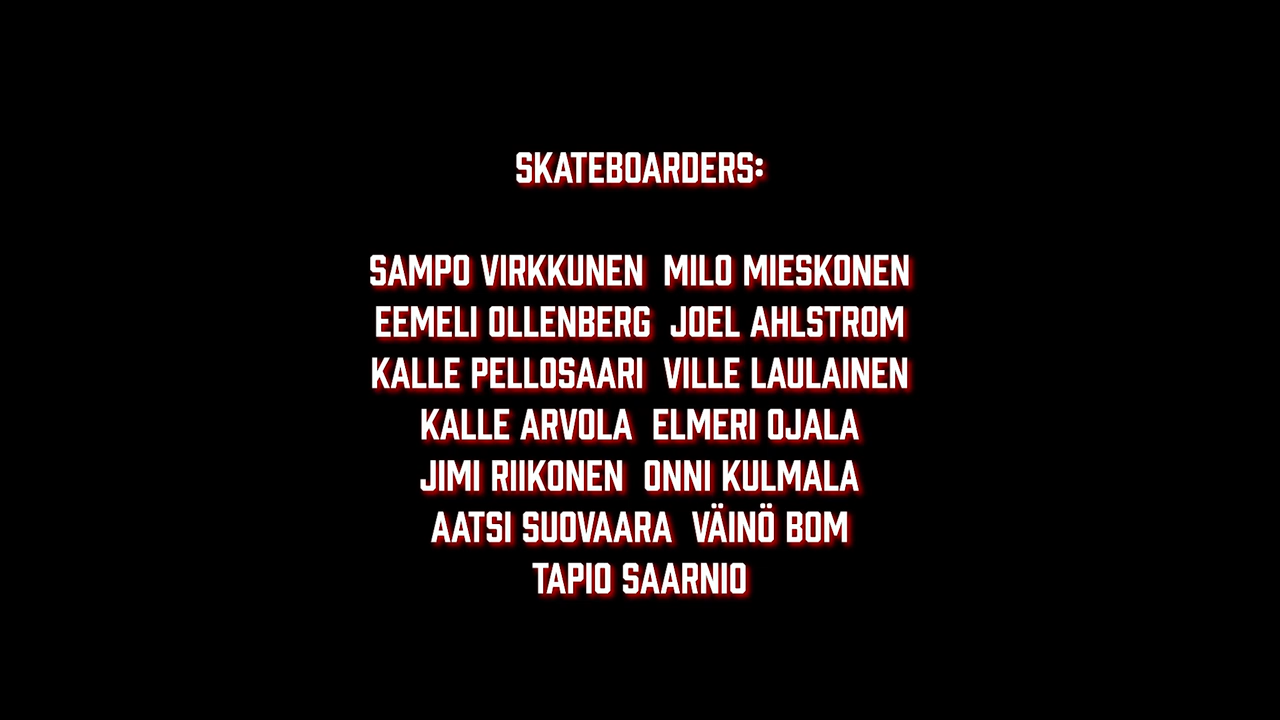 SKATEBOARDERS:
SAMPO VIRKKUNEN  MILO MIESKONEN
EEMELI OLLENBERG  JOEL AHLSTROM
KALLE PELLOSAARI  VILLE LAULAINEN
KALLE ARVOLA  ELMERI OJALA
JIMI RIIKONEN  ONNI KULMALA
AATSI SUOVAARA  VÄINÖ BOM
TAPIO SAARNIO